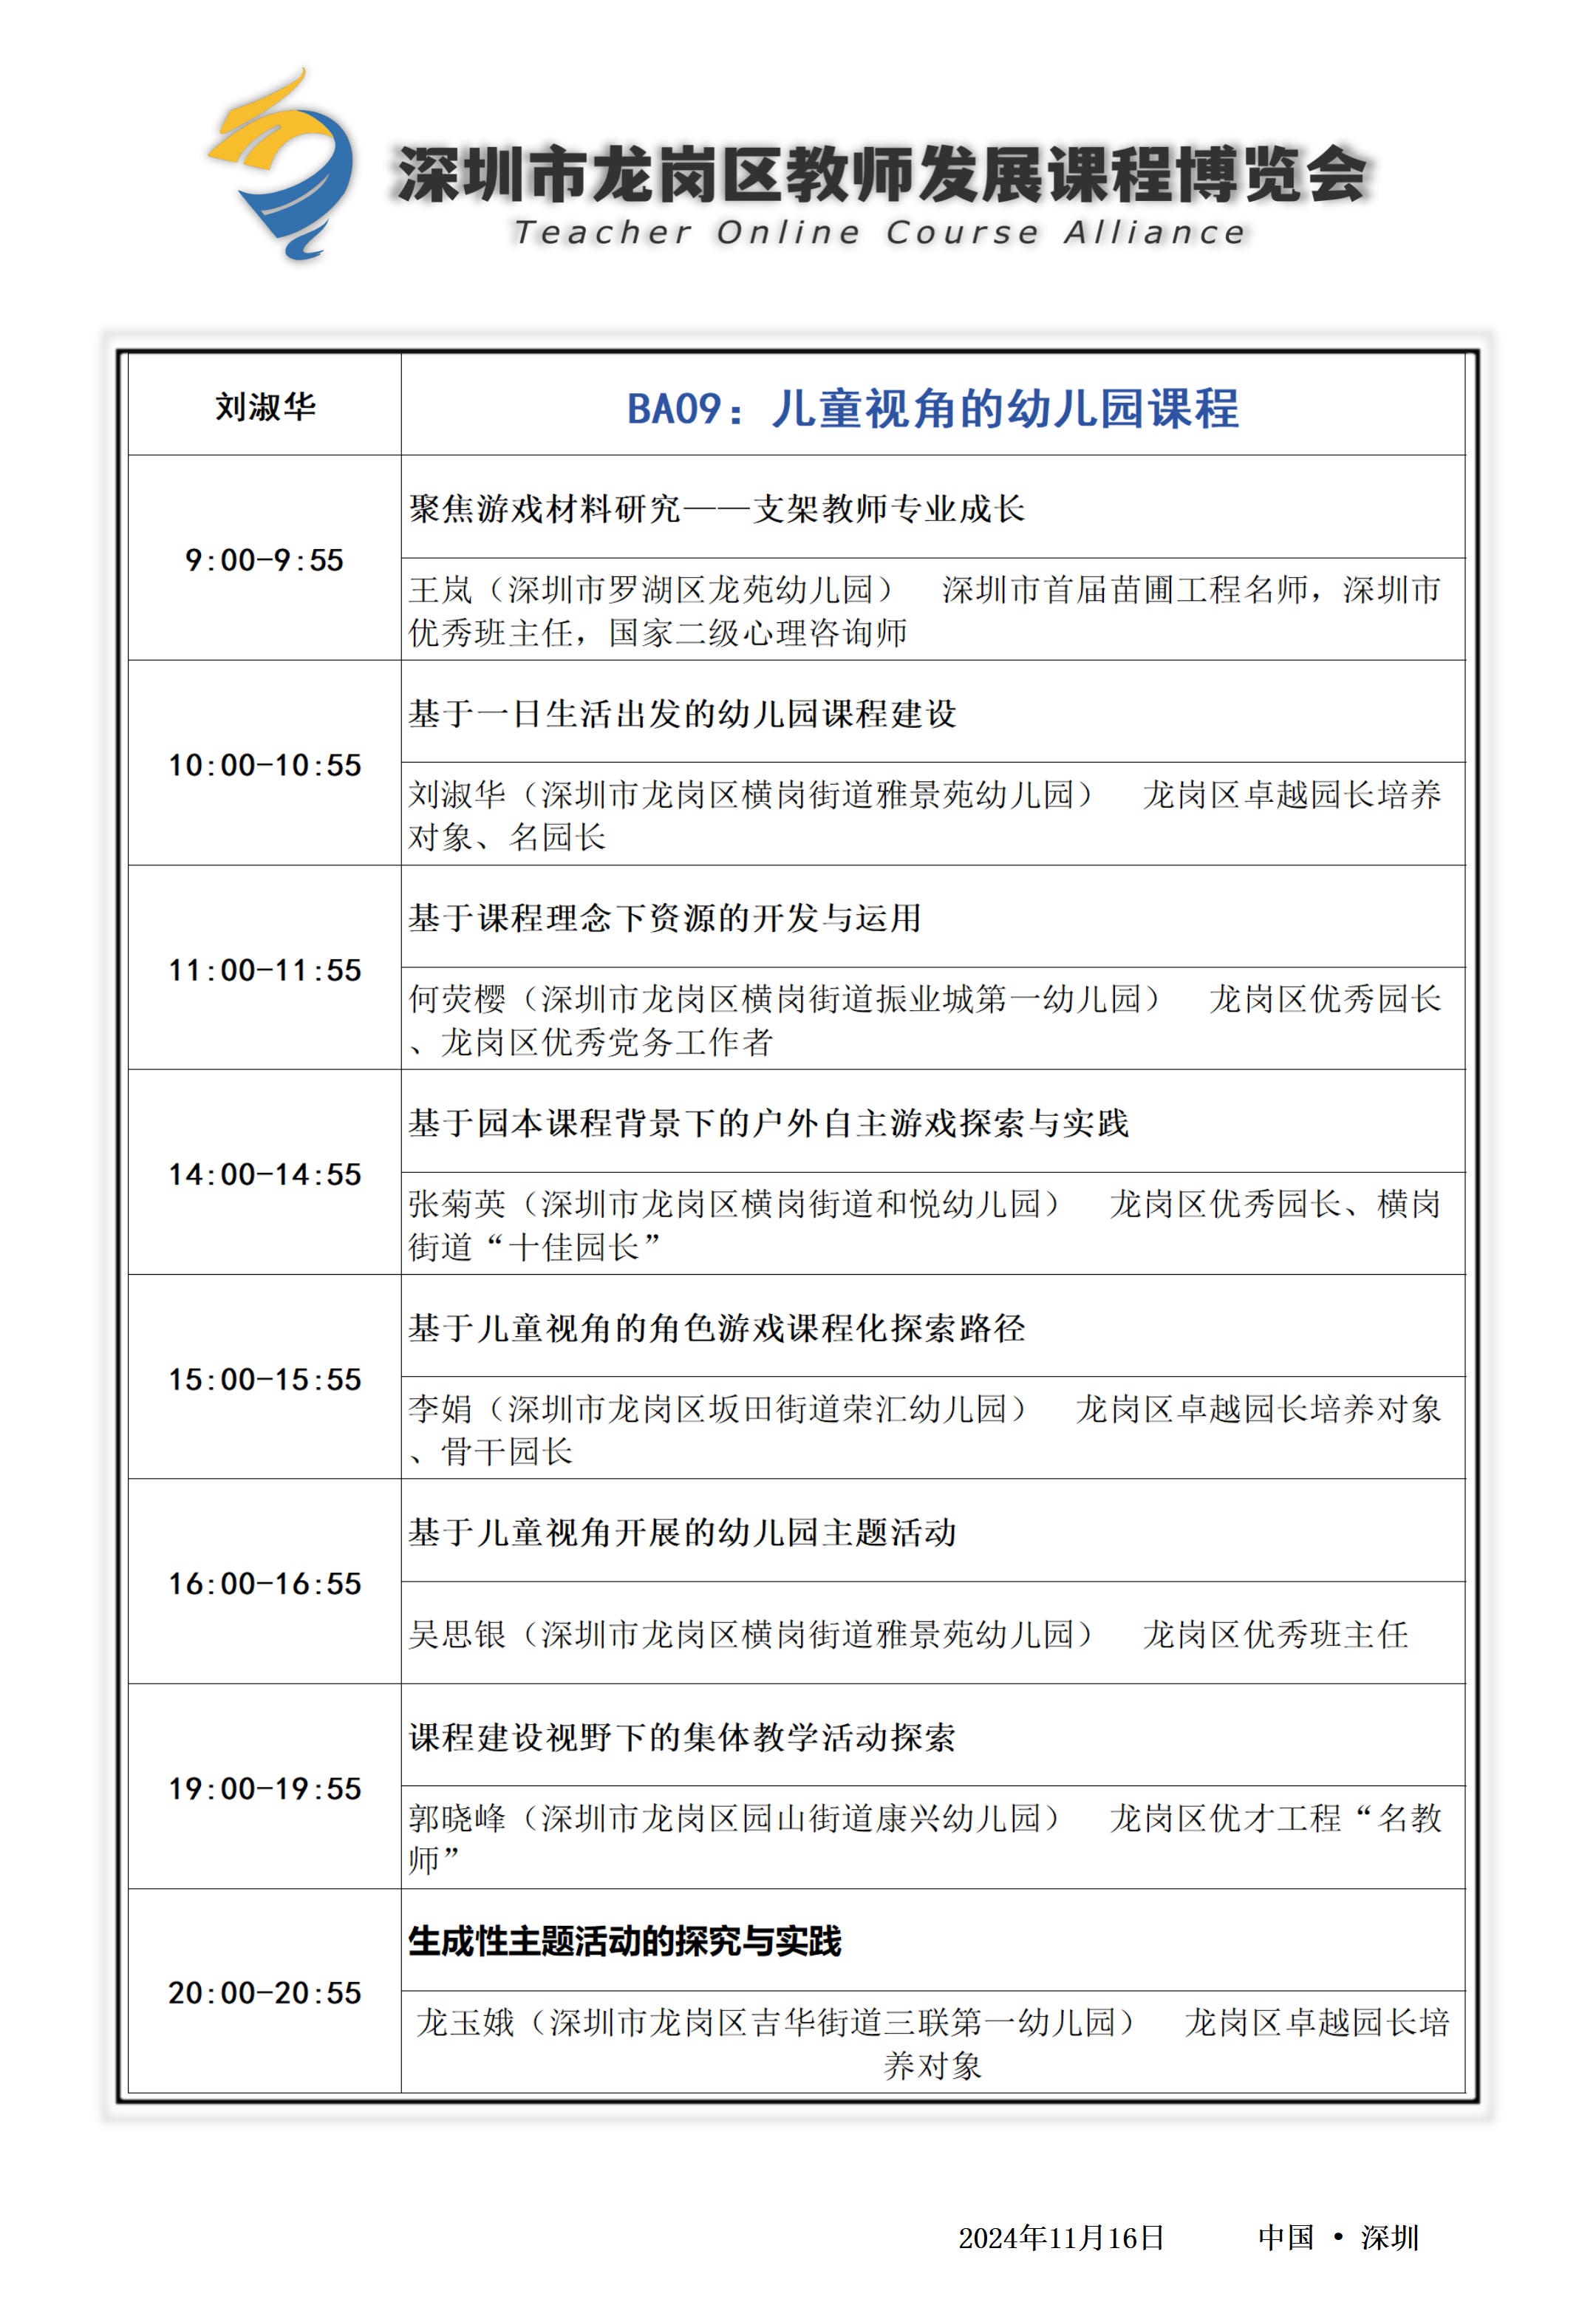 深圳市龙岗区教师发展课程博览会
Teacher Online Course Alliance
刘淑华
BA09：儿童视角的幼儿园课程
9:00-9:55
聚焦游戏材料研究——支架教师专业成长
王岚（深圳市罗湖区龙苑幼儿园） 深圳市首届苗圃工程名师，深圳市
优秀班主任，国家二级心理咨询师
10:00-10:55
基于一日生活出发的幼儿园课程建设
刘淑华（深圳市龙岗区横岗街道雅景苑幼儿园） 龙岗区卓越园长培养
对象、名园长
11:00-11:55
基于课程理念下资源的开发与运用
何荧樱（深圳市龙岗区横岗街道振业城第一幼儿园） 龙岗区优秀园长
、龙岗区优秀党务工作者
14:00-14:55
基于园本课程背景下的户外自主游戏探索与实践
张菊英（深圳市龙岗区横岗街道和悦幼儿园） 龙岗区优秀园长、横岗
街道“十佳园长”
15:00-15:55
基于儿童视角的角色游戏课程化探索路径
李娟（深圳市龙岗区坂田街道荣汇幼儿园） 龙岗区卓越园长培养对象
、骨干园长
16:00-16:55
基于儿童视角开展的幼儿园主题活动
吴思银（深圳市龙岗区横岗街道雅景苑幼儿园） 龙岗区优秀班主任
19:00-19:55
课程建设视野下的集体教学活动探索
郭晓峰（深圳市龙岗区园山街道康兴幼儿园） 龙岗区优才工程“名教
师”
20:00-20:55
生成性主题活动的探究与实践
龙玉娥（深圳市龙岗区吉华街道三联第一幼儿园） 龙岗区卓越园长培
养对象
2024年11月16日 中国 • 深圳